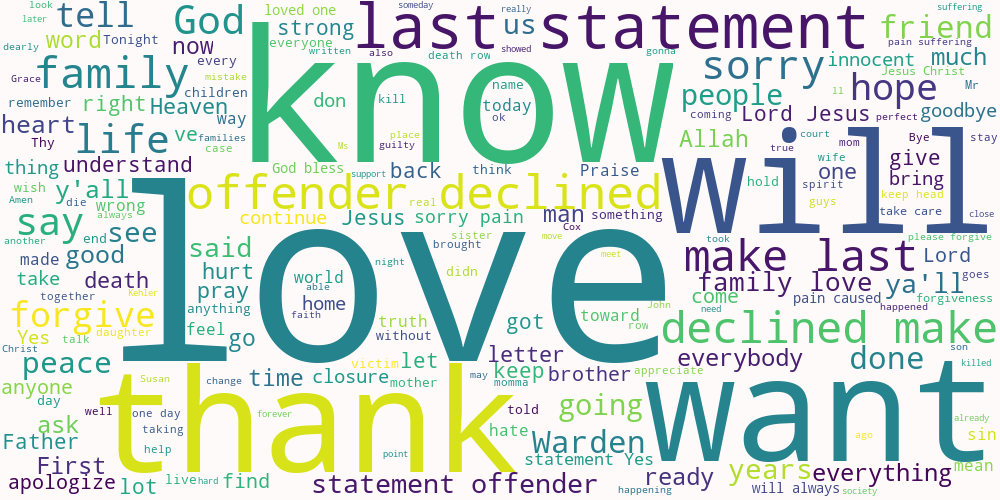 look
later
tell
God
loved one
strong
everyone
written
someday
last statement
really
us
also
showed
death row
gonna
suffering
friend
pain suffering
dearly
word
Tonight
now
every
know
sorry
innocent
much
Jesus Christ
Mr
Grace
family
mistake
children
don
kill
name
today
ok
people
hope
ll
remember
right
Heaven
way
coming
Lord Jesus
perfect
goodbye
heart
Thy
life
ve
families
case
Ms
guilty
place
Allah
true
court
mom
Bye
stay
thing
understand
God bless
support
back
think
Praise
will
wife
one
give
bring
wish
Amen
y'all
die
wrong
always
offender declined
real
hold
spirit
guys
keep head
take care
close
say
another
end
see
continue
Jesus
sorry pain
man
Cox
something
took
please forgive
made
good
said
love
sister
brought
move
make last
Lord
take
death
hurt
world
able
night
didn
meet
family love
ya'll
goes
together
Kehler
pray
home
faith
anything
John
come
need
pain caused
forgiveness
happened
forgive
Yes
talk
daughter
feel
go
truth
without
got
toward
row
declined make
son
Christ
peace
victim
let
letter
keep
brother
appreciate
everybody
done
killed
anyone
day
Susan
change
time
closure
mother
may
momma
thank
want
well
one day
taking
forever
told
going
already
ask
Father
help
hate
Warden
ago
sin
First
point
statement Yes
ready
years
everything
mean
apologize
lot
live
hard
find
statement offender
happening
will always
society